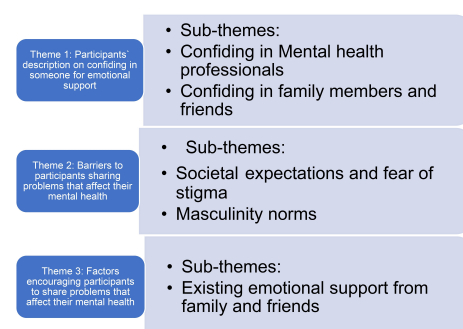 Theme 1: Participants`
description on confiding in
someone for emotional
support
• Sub-themes:
• Confiding in Mental health
professionals
• Confiding in family members and
friends
Theme 2: Barriers to
participants sharing
problems that affect their
mental health
• Sub-themes:
• Societal expectations and fear of
stigma
• Masculinity norms
Theme 3: Factors
encouraging participants
to share problems that
affect their mental health
• Sub-themes:
• Existing emotional support from
family and friends